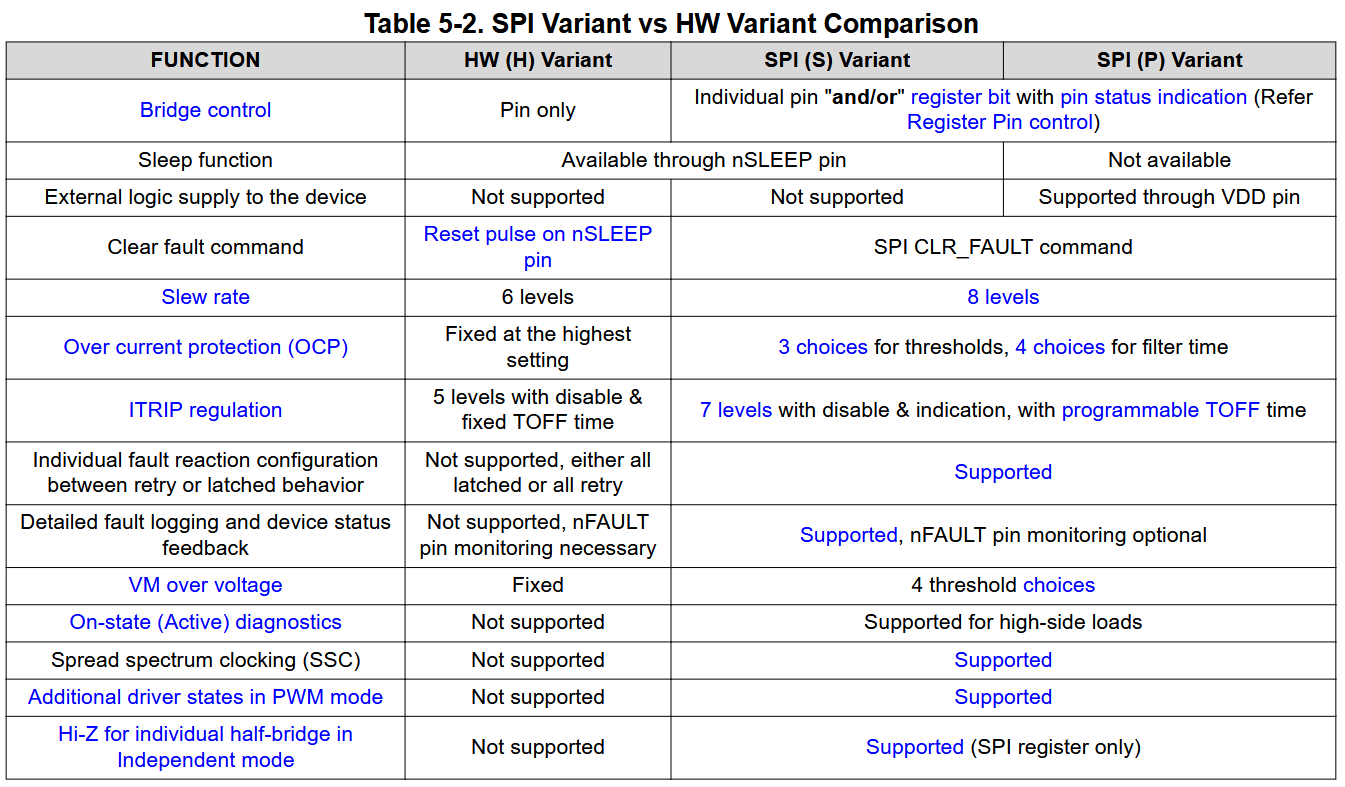 Table 5-2. SPI Variant vs HW Variant Comparison
FUNCTION HW (H) Variant SPI (S) Variant SPI (P) Variant
Bridge control Pin only Individual pin "and/or" register bit with pin status indication (Refer
Register Pin control)
Sleep function Available through nSLEEP pin Not available
External logic supply to the device Not supported Not supported Supported through VDD pin
Clear fault command Reset pulse on nSLEEP
pin SPI CLR_FAULT command
Slew rate 6 levels 8 levels
Over current protection (OCP) Fixed at the highest
setting 3 choices for thresholds, 4 choices for filter time
ITRIP regulation 5 levels with disable &
fixed TOFF time 7 levels with disable & indication, with programmable TOFF time
Individual fault reaction configuration
between retry or latched behavior Not supported, either all
latched or all retry Supported
Detailed fault logging and device status
feedback Not supported, nFAULT
pin monitoring necessary Supported, nFAULT pin monitoring optional
VM over voltage Fixed 4 threshold choices
On-state (Active) diagnostics Not supported Supported for high-side loads
Spread spectrum clocking (SSC) Not supported Supported
Additional driver states in PWM mode Not supported Supported
Hi-Z for individual half-bridge in
Independent mode Not supported Supported (SPI register only)